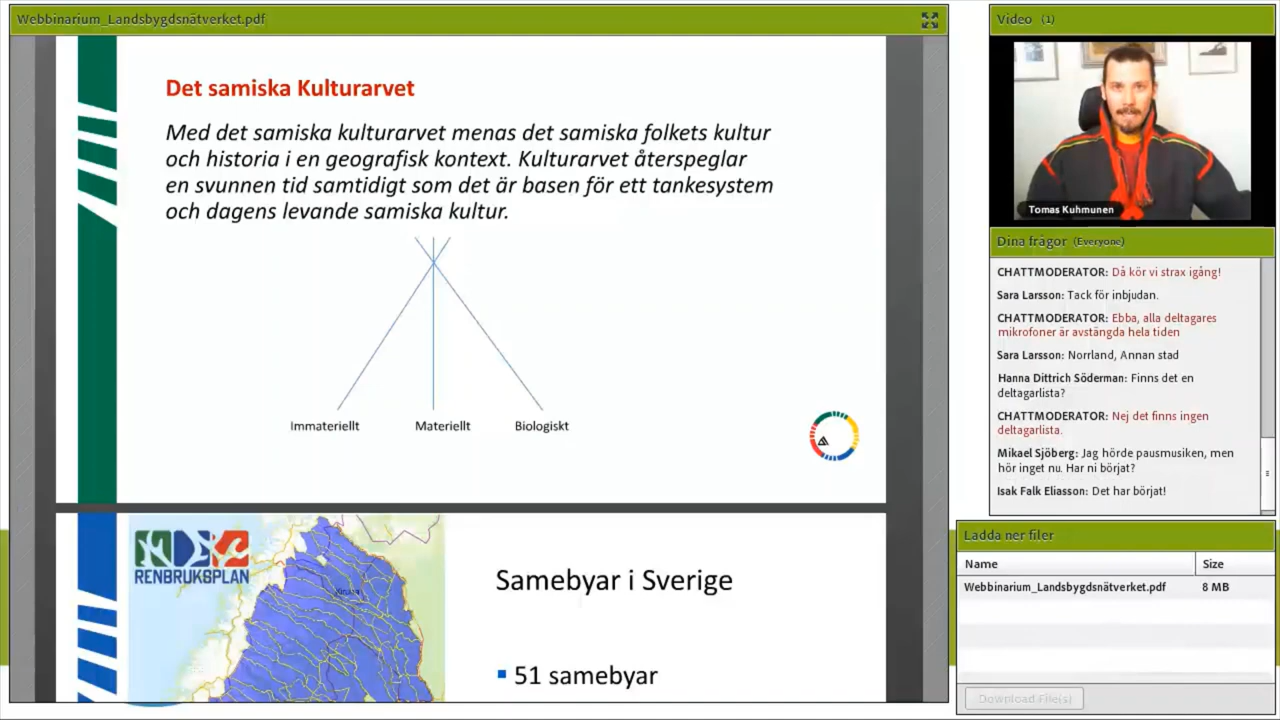 Webbinarium_Landsbygdsnätverket.pdf
Det samiska Kulturarvet
Med det samiska kulturarvet menas det samiska folkets kultur
och historia i en geografisk kontext. Kulturarvet återspeglar
en svunnen tid samtidigt som det är basen för ett tankesystem
och dagens levande samiska kultur.
Immateriellt Materiellt Biologiskt
RENBRUKSPLAN
Kiruna
Samebyar i Sverige
51 samebyar
Video (1)
Tomas Kuhmunen
Dina frågor (Everyone)
CHATTMODERATOR: Då kör vi strax igång!
Sara Larsson: Tack för inbjudan.
CHATTMODERATOR: Ebba, alla deltagares
mikrofoner är avstängda hela tiden
Sara Larsson: Norrland, Annan stad
Hanna Dittrich Söderman: Finns det en
deltagarlista?
CHATTMODERATOR: Nej det finns ingen
deltagarlista.
Mikael Sjöberg: Jag hörde pausmusiken, men
hör inget nu. Har ni börjat?
Isak Falk Eliasson: Det har börjat!
Ladda ner filer
Name Size
Webbinarium_Landsbygdsnätverket.pdf 8 MB
Download File(s)